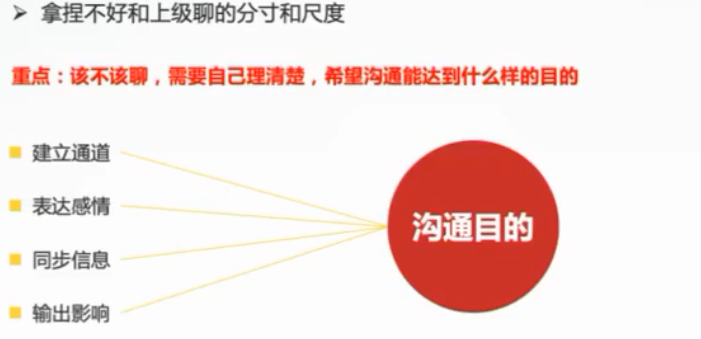 拿捏不好和上级聊的分寸和尺度
重点：该不该聊，需要自己理清楚，希望沟通能达到什么样的目的
建立通道
表达感情
同步信息
输出影响
沟通目的